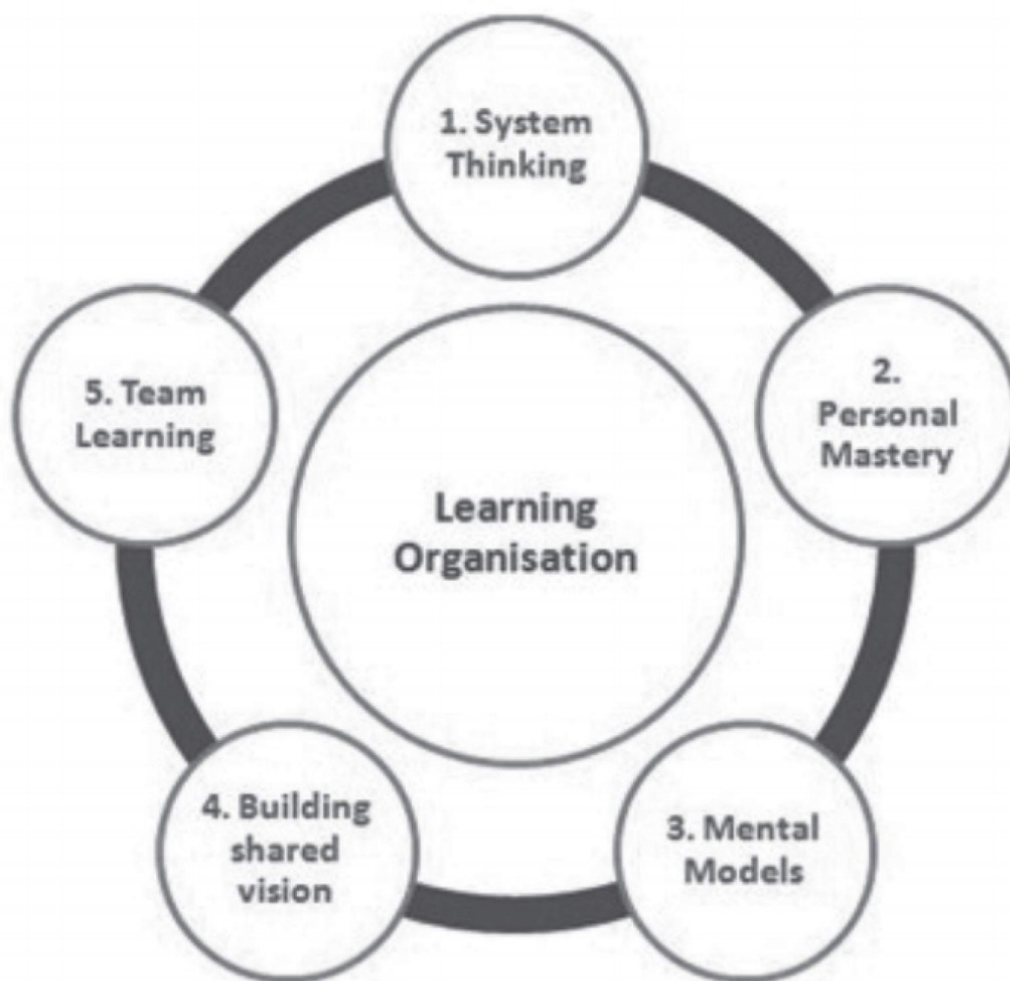 1. System
Thinking
2.
Personal
Mastery
3. Mental
Models
4. Building
shared
vision
5. Team
Learning
Learning
Organisation